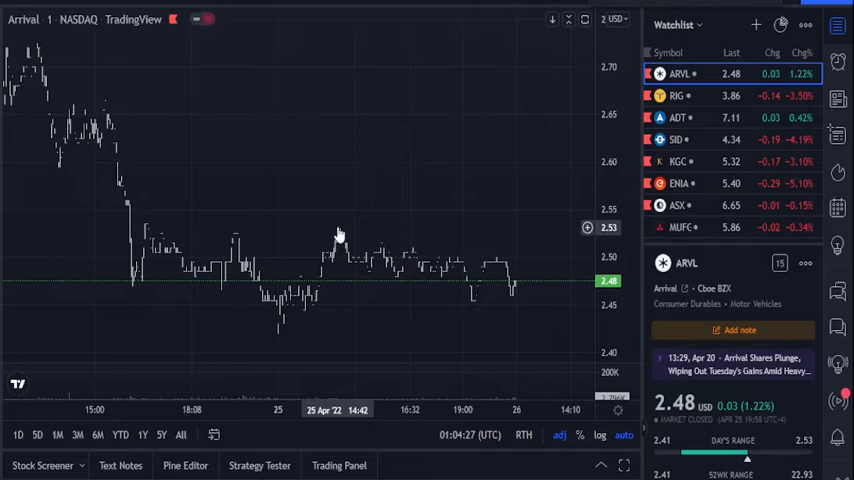 Arrival · 1 NASDAQ · TradingView
2
USD
2.70
2.65
2.60
2.55
2.53
2.50
2.48
2.45
2.40
200K
2.796K
15:00
18:08
25
25 Apr '22 14:42
16:32
19:00
26
14:10
1D 5D 1M 3M 6M YTD 1Y 5Y All
01:04:27 (UTC)
RTH
adj
%
log
auto
Stock Screener
Text Notes
Pine Editor
Strategy Tester
Trading Panel
Watchlist
Symbol Last Chg Chg%
ARVL 2.48 0.03 1.22%
RIG 3.86 −0.14 −3.50%
ADT 7.11 0.03 0.42%
SID 4.34 −0.19 −4.19%
KGC 5.32 −0.17 −3.10%
ENIA 5.40 −0.29 −5.10%
ASX 6.65 −0.01 −0.15%
MUFC 5.86 −0.02 −0.34%
ARVL
15
Arrival · Cboe BZX
Consumer Durables · Motor Vehicles
Add note
13:29, Apr 20 · Arrival Shares Plunge,
Wiping Out Tuesday's Gains Amid Heavy...
2.48 USD 0.03 (1.22%)
MARKET CLOSED (APR 25 19:58 UTC-4)
2.41 DAY'S RANGE 2.53
2.41 52WK RANGE 22.93